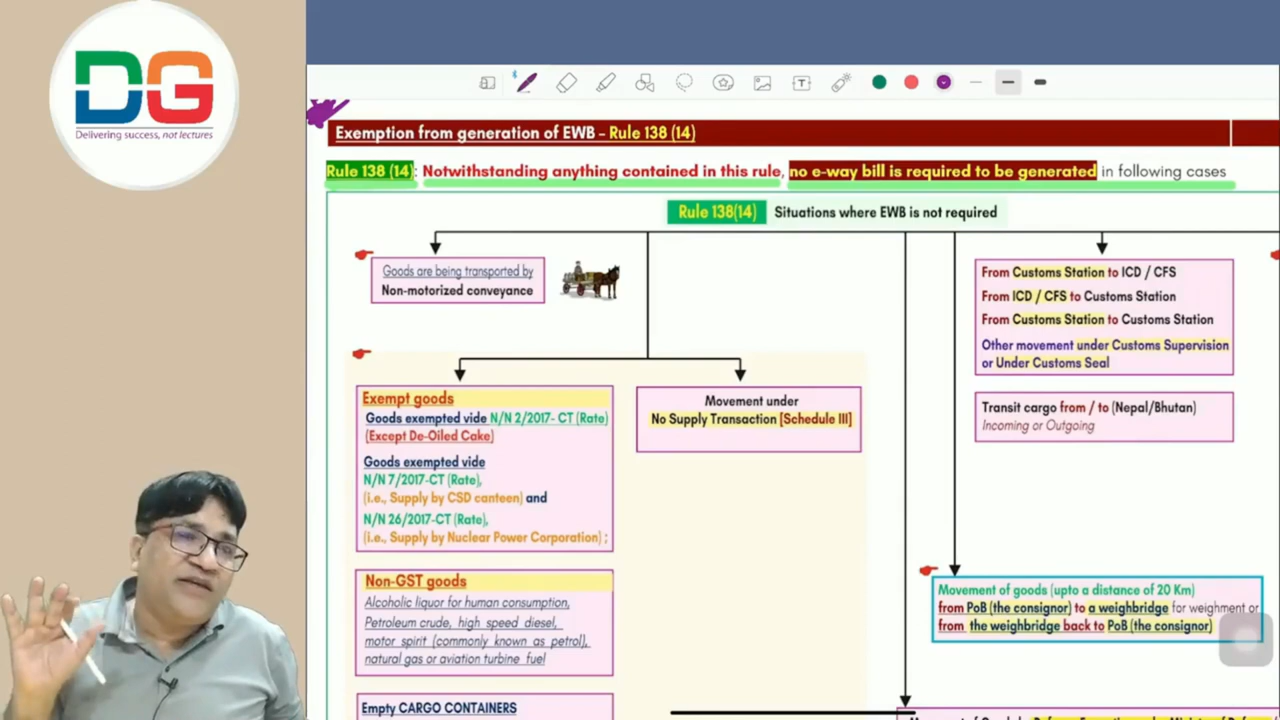 DG
Delivering success, not lectures
Exemption from generation of EWB – Rule 138 (14)
Rule 138 (14): Notwithstanding anything contained in this rule, no e-way bill is required to be generated in following cases
Rule 138(14) Situations where EWB is not required
Goods are being transported by
Non-motorized conveyance
From Customs Station to ICD / CFS
From ICD / CFS to Customs Station
From Customs Station to Customs Station
Other movement under Customs Supervision
or Under Customs Seal
Exempt goods
Goods exempted vide N/N 2/2017- CT (Rate)
(Except De-Oiled Cake)
Goods exempted vide
N/N 7/2017-CT (Rate),
(i.e., Supply by CSD canteen) and
N/N 26/2017-CT (Rate),
(i.e., Supply by Nuclear Power Corporation) ;
Movement under
No Supply Transaction [Schedule III]
Transit cargo from / to (Nepal/Bhutan)
Incoming or Outgoing
Non-GST goods
Alcoholic liquor for human consumption,
Petroleum crude, high speed diesel,
motor spirit (commonly known as petrol),
natural gas or aviation turbine fuel
Movement of goods (upto a distance of 20 Km)
from PoB (the consignor) to a weighbridge for weighment or
from the weighbridge back to PoB (the consignor)
Empty CARGO CONTAINERS